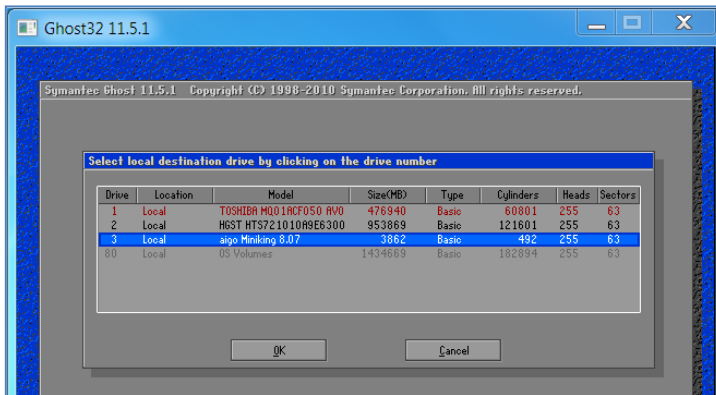 Ghost32 11.5.1
Symantec Ghost 11.5.1 Copyright (C) 1998-2010 Symantec Corporation. All rights reserved.
Select local destination drive by clicking on the drive number
Drive Location Model Size(MB) Type Cylinders Heads Sectors
1 Local TOSHIBA MQ01ACF050 AV0 476940 Basic 60801 255 63
2 Local HGST HTS721010A9E6300 953869 Basic 121601 255 63
3 Local aigo Miniking 8.07 3862 Basic 492 255 63
80 Local OS Volumes 1434669 Basic 182894 255 63
OK Cancel